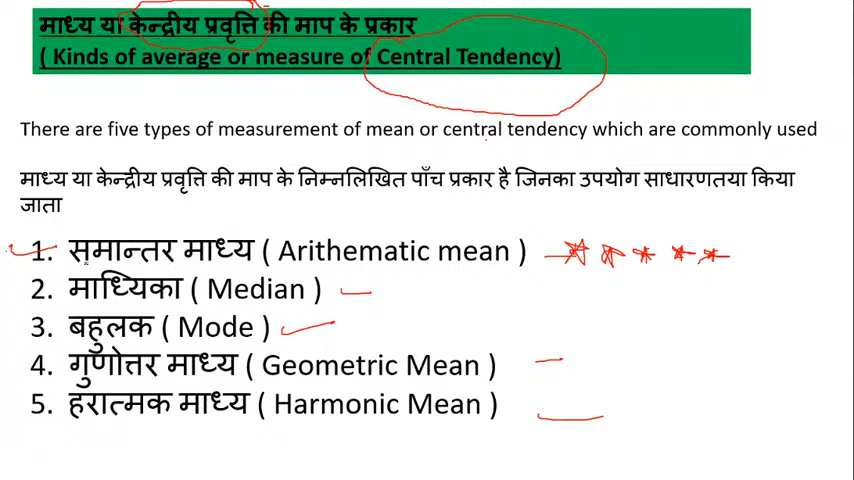 माध्य या केन्द्रीय प्रवृत्ति की माप के प्रकार
( Kinds of average or measure of Central Tendency)
There are five types of measurement of mean or central tendency which are commonly used
माध्य या केन्द्रीय प्रवृत्ति की माप के निम्नलिखित पाँच प्रकार है जिनका उपयोग साधारणतया किया
जाता
1. समान्तर माध्य ( Arithematic mean )
2. माध्यिका ( Median )
3. बहुलक ( Mode )
4. गुणोत्तर माध्य ( Geometric Mean )
5. हरात्मक माध्य ( Harmonic Mean )